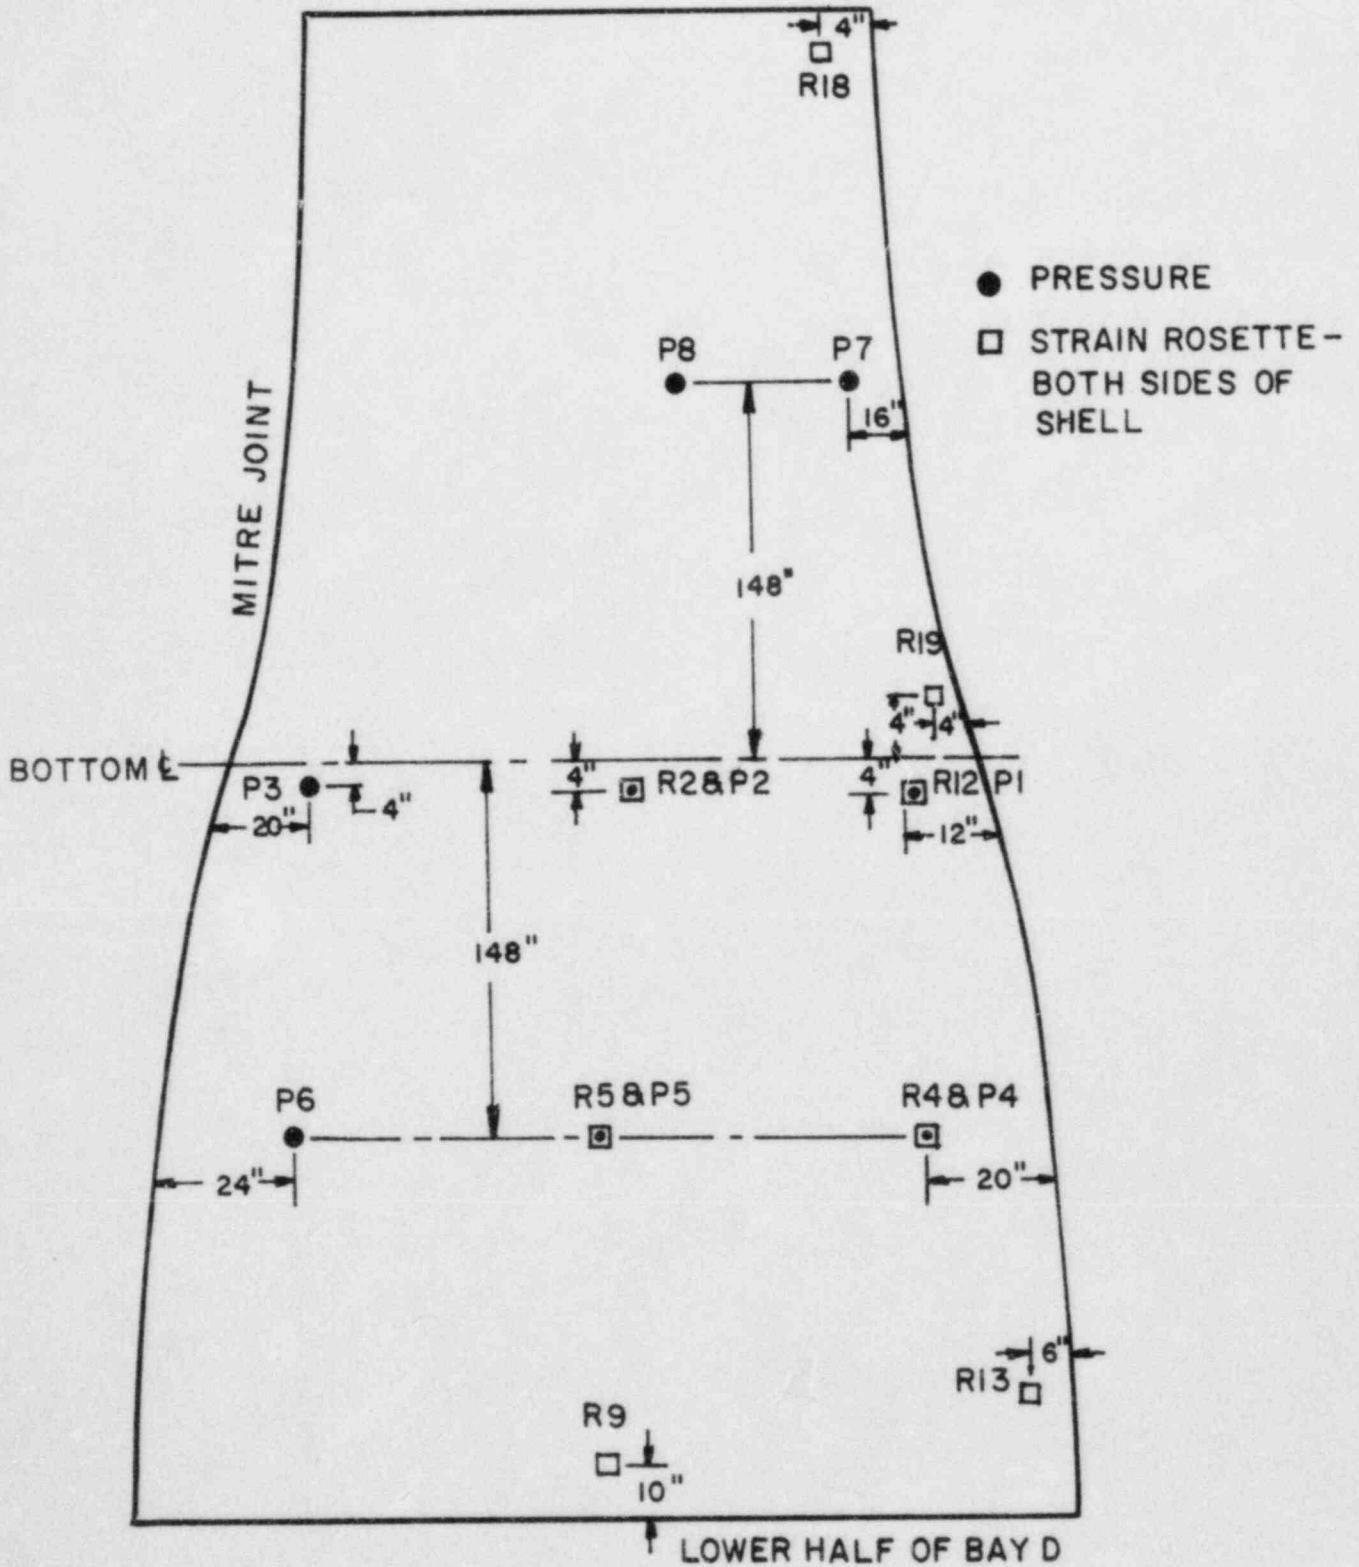 4"
R18
PRESSURE
STRAIN ROSETTE-
BOTH SIDES OF
SHELL
P8
P7
16"
MITRE JOINT
148"
R19
4"
4"
BOTTOM ℄
P3
4"
20"
4"
R2&P2
4"
R12
P1
12"
148"
P6
R5&P5
R4&P4
24"
20"
6"
R13
R9
10"
LOWER HALF OF BAY D